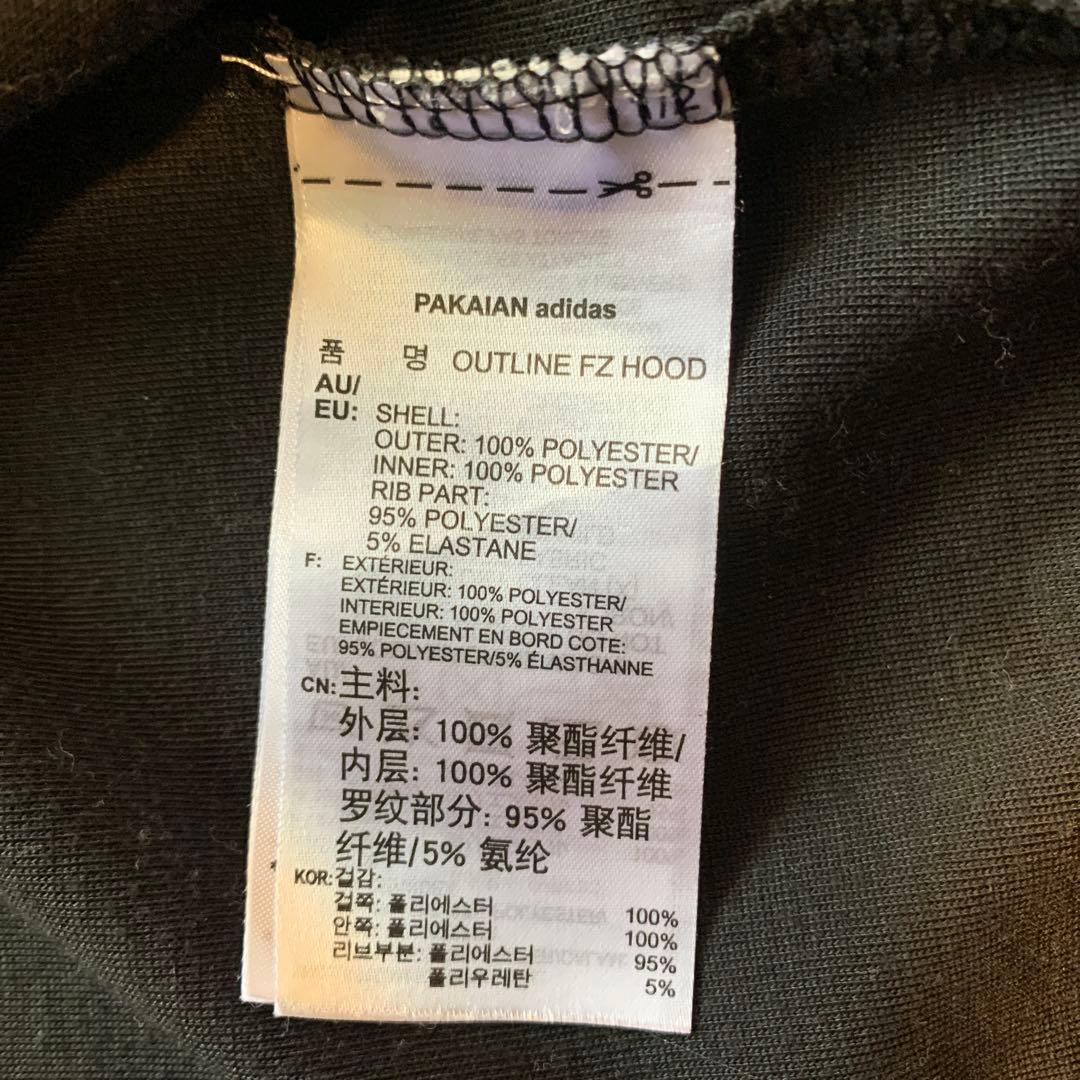 PAKAIAN adidas
품 명 OUTLINE FZ HOOD
AU/
EU: SHELL:
OUTER: 100% POLYESTER/
INNER: 100% POLYESTER
RIB PART:
95% POLYESTER/
5% ELASTANE
F: EXTÉRIEUR:
EXTÉRIEUR: 100% POLYESTER/
INTERIEUR: 100% POLYESTER
EMPIECEMENT EN BORD COTE:
95% POLYESTER/5% ÉLASTHANNE
CN: 主料:
外层: 100% 聚酯纤维/
内层: 100% 聚酯纤维
罗纹部分: 95% 聚酯
纤维/5% 氨纶
KOR: 겉감:
겉쪽: 폴리에스터 100%
안쪽: 폴리에스터 100%
리브부분: 폴리에스터 95%
폴리우레탄 5%